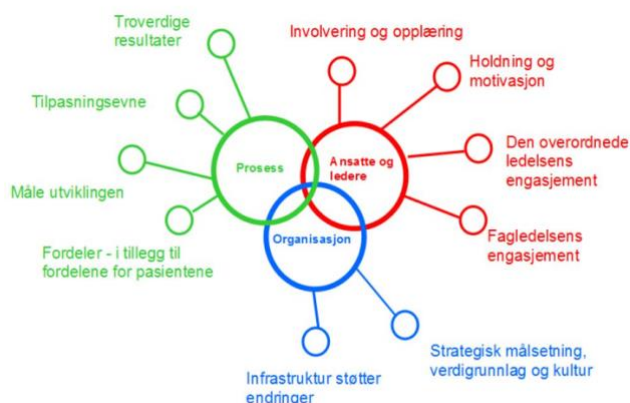 Troverdige
resultater
Involvering og opplæring
Holdning og
motivasjon
Tilpasningsevne
Den overordnede
ledelsens
engasjement
Prosess
Ansatte og
ledere
Måle utviklingen
Fagledelsens
engasjement
Organisasjon
Fordeler - i tillegg til
fordelene for pasientene
Strategisk målsetning,
verdigrunnlag og kultur
Infrastruktur støtter
endringer